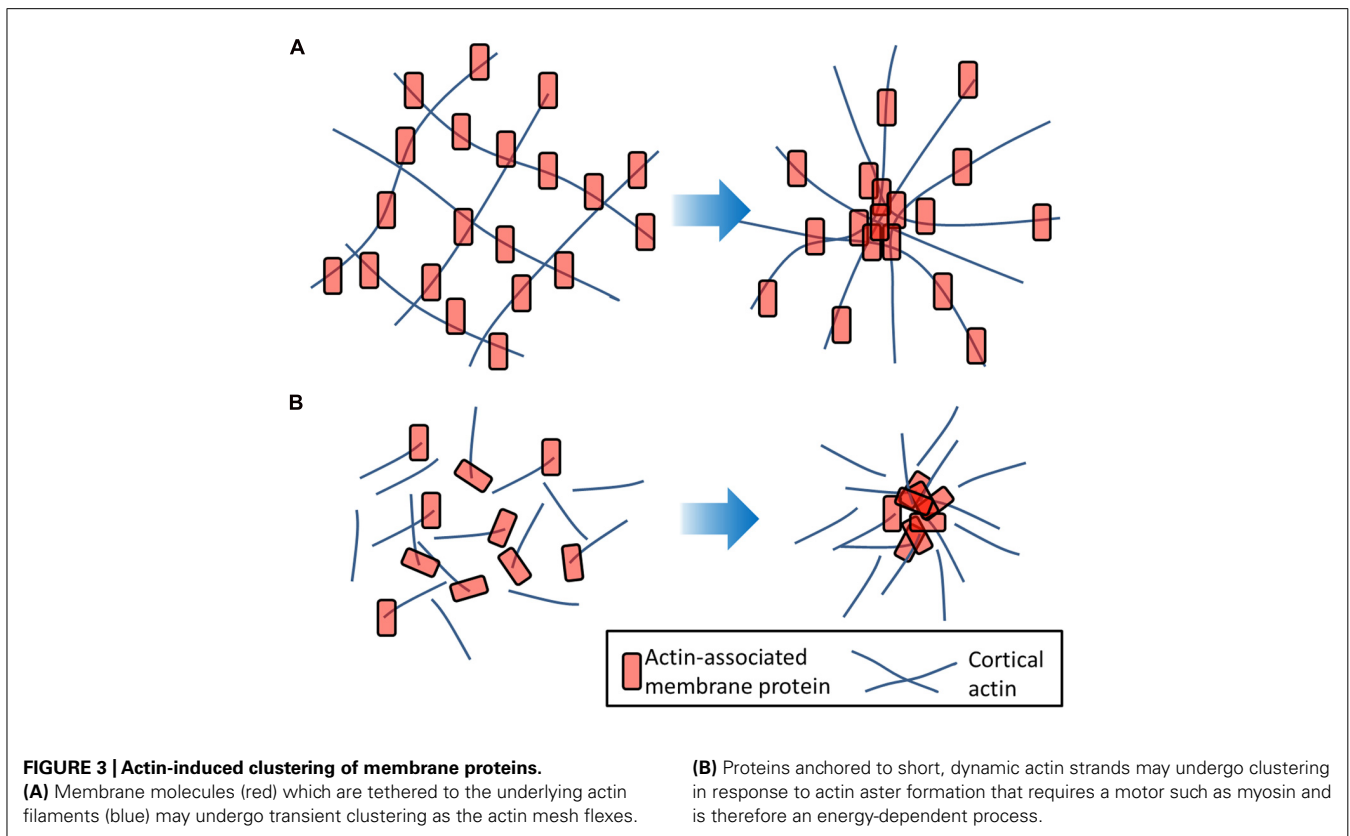 A
B
Actin-associated
membrane protein
Cortical
actin
FIGURE 3 | Actin-induced clustering of membrane proteins.
(A) Membrane molecules (red) which are tethered to the underlying actin
filaments (blue) may undergo transient clustering as the actin mesh flexes.
(B) Proteins anchored to short, dynamic actin strands may undergo clustering
in response to actin aster formation that requires a motor such as myosin and
is therefore an energy-dependent process.